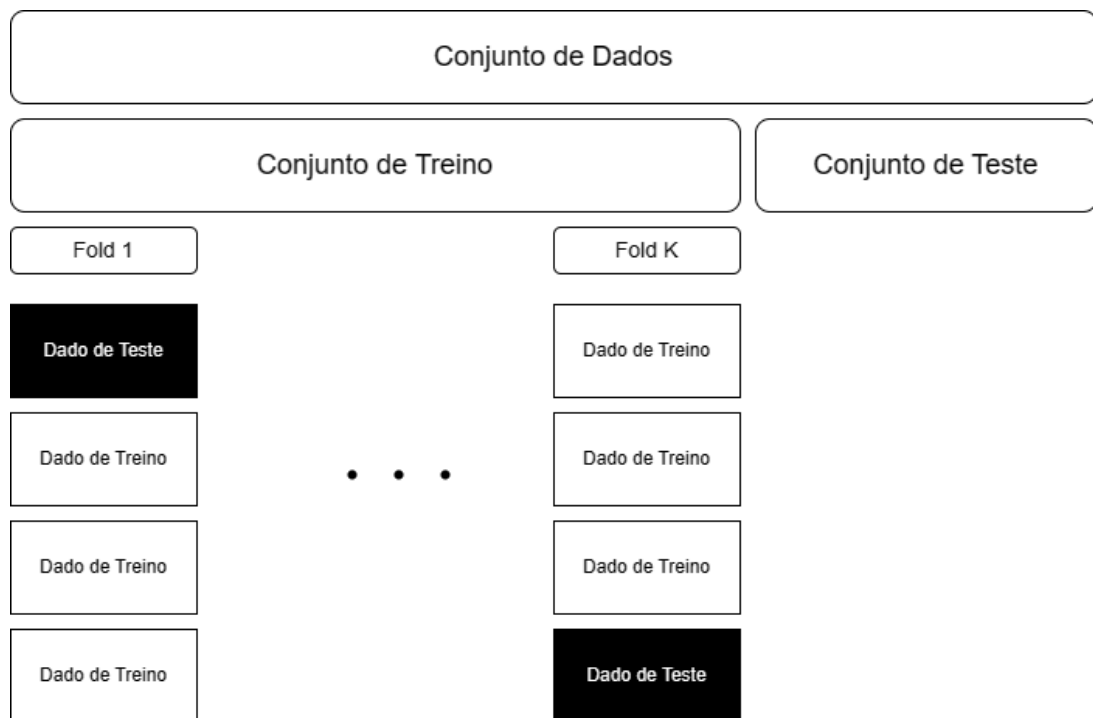 Conjunto de Dados
Conjunto de Treino
Conjunto de Teste
Fold 1
Fold K
Dado de Teste
Dado de Treino
Dado de Treino
Dado de Treino
Dado de Treino
Dado de Treino
Dado de Treino
Dado de Teste